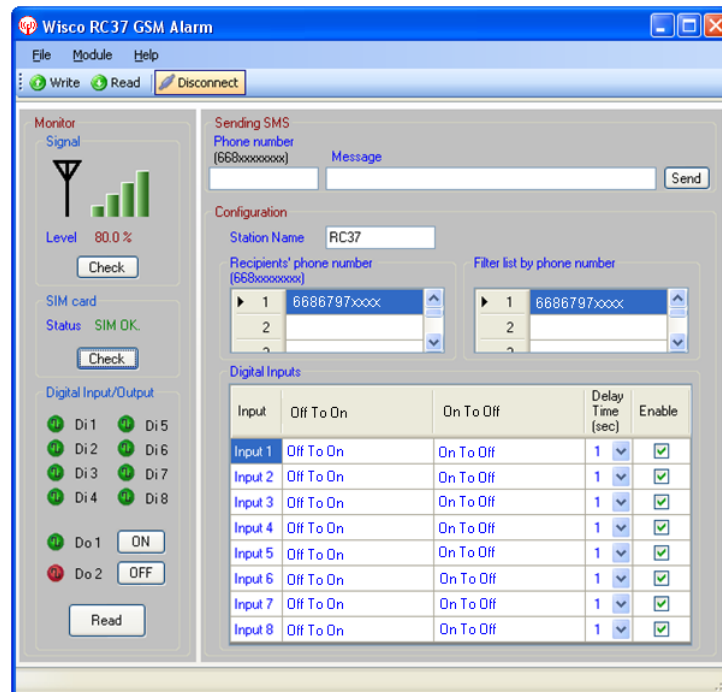 Wisco RC37 GSM Alarm
File Module Help
Write Read Disconnect
Monitor
Signal
Level 80.0 %
Check
SIM card
Status SIM OK.
Check
Digital Input/Output
Di 1 Di 5
Di 2 Di 6
Di 3 Di 7
Di 4 Di 8
Do 1 ON
Do 2 OFF
Read
Sending SMS
Phone number
(668xxxxxxxx) Message
Send
Configuration
Station Name RC37
Recipients' phone number
(668xxxxxxxx)
1 6686797xxxx
2
Filter list by phone number
1 6686797xxxx
2
Digital Inputs
Input Off To On On To Off Delay Time (sec) Enable
Input 1 Off To On On To Off 1
Input 2 Off To On On To Off 1
Input 3 Off To On On To Off 1
Input 4 Off To On On To Off 1
Input 5 Off To On On To Off 1
Input 6 Off To On On To Off 1
Input 7 Off To On On To Off 1
Input 8 Off To On On To Off 1